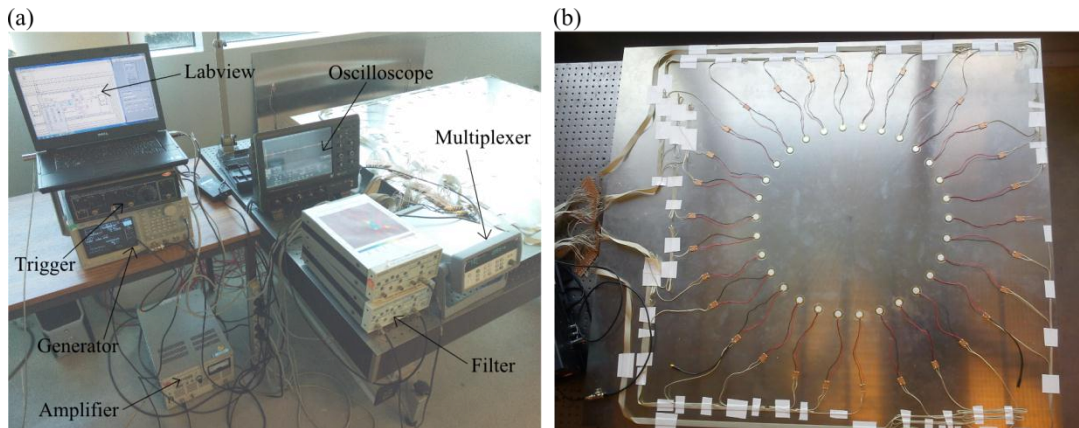 (a)
(b)
Labview
Oscilloscope
Multiplexer
Trigger
Generator
Filter
Amplifier